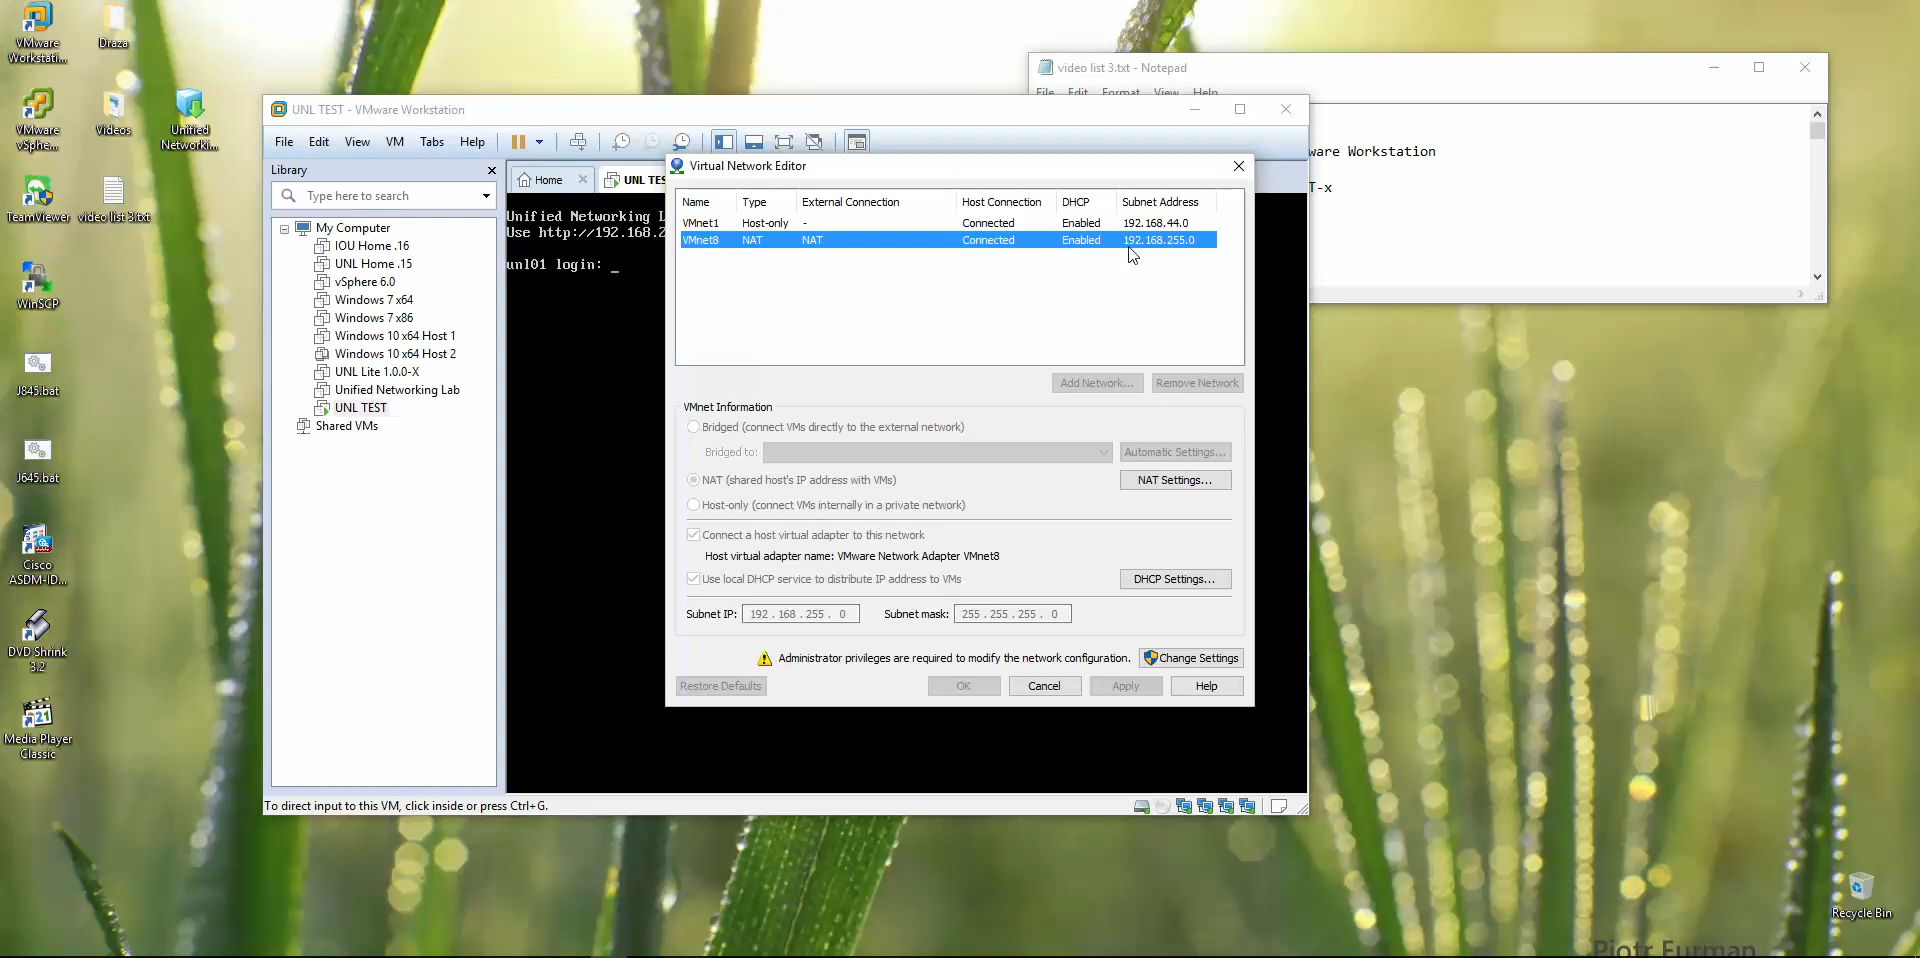 VMware
Workstati...
Draza
VMware
vSphe...
Videos
Unified
Networki...
TeamViewer
video list 3.txt
WinSCP
J845.bat
J645.bat
Cisco
ASDM-ID...
DVD Shrink
3.2
Media Player
Classic
video list 3.txt - Notepad
File Edit Format View Help
ware Workstation
T-x
UNL TEST - VMware Workstation
File Edit View VM Tabs Help
Library
Type here to search
My Computer
IOU Home .16
UNL Home .15
vSphere 6.0
Windows 7 x64
Windows 7 x86
Windows 10 x64 Host 1
Windows 10 x64 Host 2
UNL Lite 1.0.0-X
Unified Networking Lab
UNL TEST
Shared VMs
Home
UNL TES
Unified Networking L
Use http://192.168.2
unl01 login: _
Virtual Network Editor
Name Type External Connection Host Connection DHCP Subnet Address
VMnet1 Host-only - Connected Enabled 192.168.44.0
VMnet8 NAT NAT Connected Enabled 192.168.255.0
Add Network... Remove Network
VMnet Information
Bridged (connect VMs directly to the external network)
Bridged to: Automatic Settings...
NAT (shared host's IP address with VMs) NAT Settings...
Host-only (connect VMs internally in a private network)
Connect a host virtual adapter to this network
Host virtual adapter name: VMware Network Adapter VMnet8
Use local DHCP service to distribute IP address to VMs DHCP Settings...
Subnet IP: 192 . 168 . 255 . 0 Subnet mask: 255 . 255 . 255 . 0
Administrator privileges are required to modify the network configuration. Change Settings
Restore Defaults OK Cancel Apply Help
To direct input to this VM, click inside or press Ctrl+G.
Recycle Bin
Piotr Furman